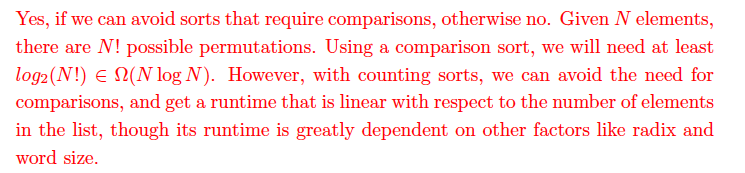 Yes, if we can avoid sorts that require comparisons, otherwise no. Given N elements,
there are N! possible permutations. Using a comparison sort, we will need at least
log₂(N!) ∈ Ω(N log N). However, with counting sorts, we can avoid the need for
comparisons, and get a runtime that is linear with respect to the number of elements
in the list, though its runtime is greatly dependent on other factors like radix and
word size.